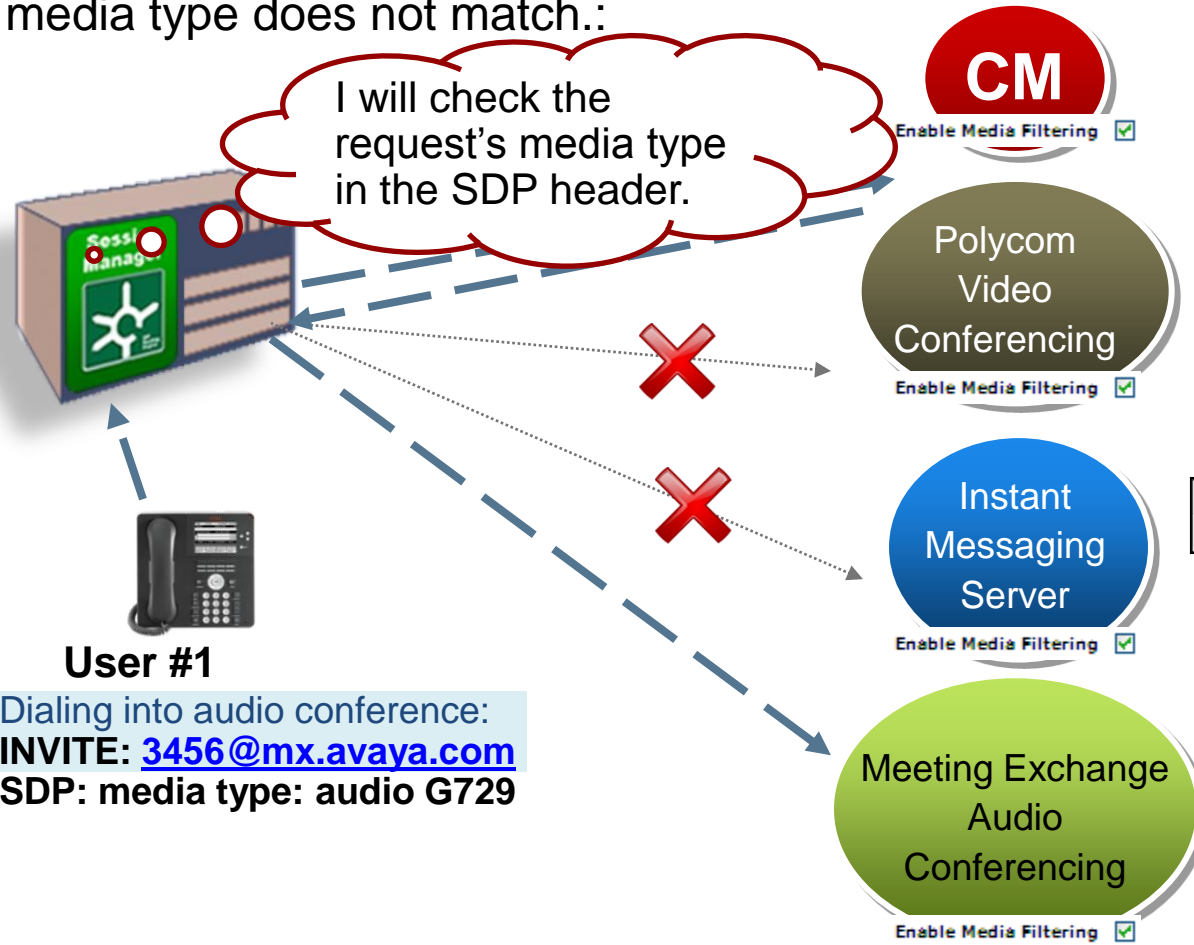 media type does not match.:
I will check the
request’s media type
in the SDP header.
CM
Enable Media Filtering
Session
Manager
Polycom
Video
Conferencing
Enable Media Filtering
Instant
Messaging
Server
Enable Media Filtering
User #1
Dialing into audio conference:
INVITE: 3456@mx.avaya.com
SDP: media type: audio G729
Meeting Exchange
Audio
Conferencing
Enable Media Filtering